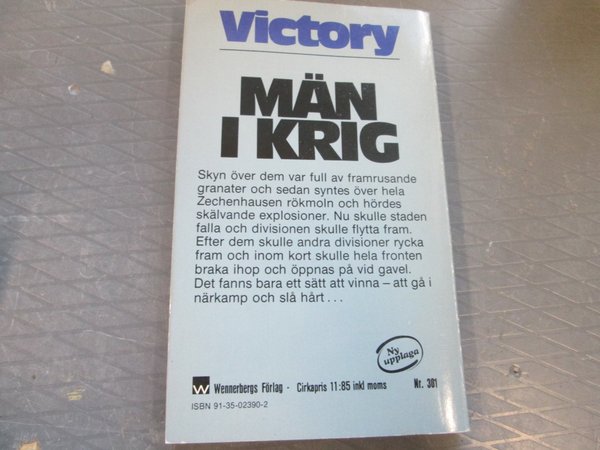 Victory
MÄN
I KRIG
Skyn över dem var full av framrusande
granater och sedan syntes över hela
Zechenhausen rökmoln och hördes
skälvande explosioner. Nu skulle staden
falla och divisionen skulle flytta fram.
Efter dem skulle andra divisioner rycka
fram och inom kort skulle hela fronten
braka ihop och öppnas på vid gavel.
Det fanns bara ett sätt att vinna – att gå i
närkamp och slå hårt ...
Ny
upplaga
W Wennerbergs Förlag - Cirkapris 11:85 inkl moms Nr. 301
ISBN 91-35-02390-2